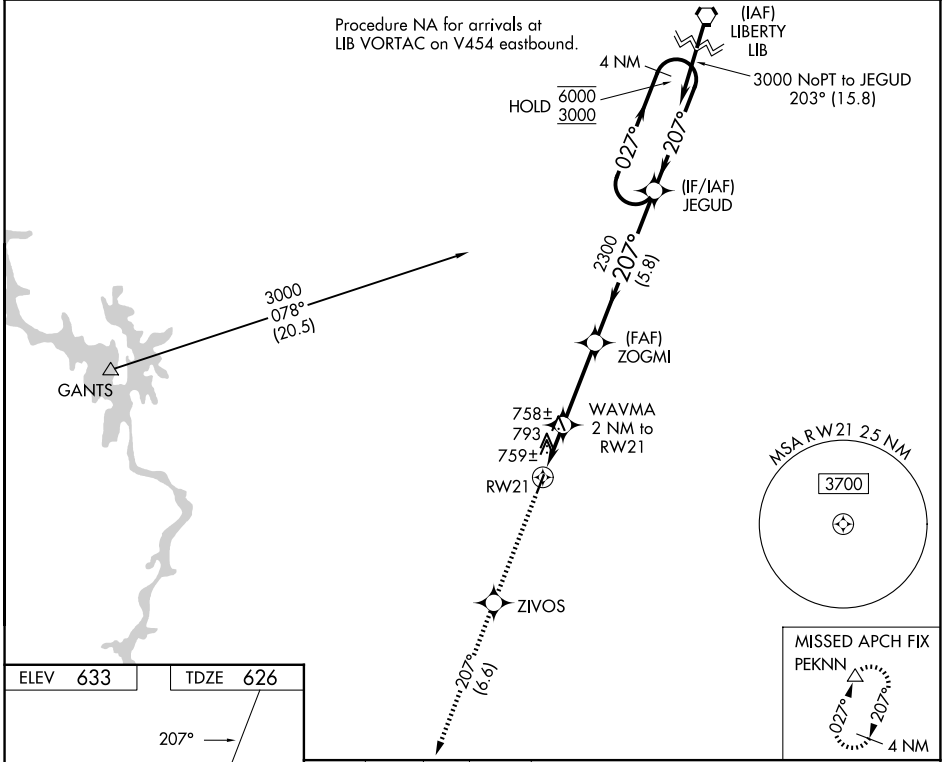 Procedure NA for arrivals at
LIB VORTAC on V454 eastbound.
(IAF)
LIBERTY
LIB
4 NM
3000 NoPT to JEGUD
203° (15.8)
HOLD 6000
3000
027°
207°
(IF/IAF)
JEGUD
2300
207°
(5.8)
3000
078°
(20.5)
GANTS
(FAF)
ZOGMI
758±
793
759±
WAVMA
2 NM to
RW21
RW21
MSA RW21 25 NM
3700
ZIVOS
207°
(6.6)
MISSED APCH FIX
PEKNN
027°
207°
4 NM
ELEV 633
TDZE 626
207°